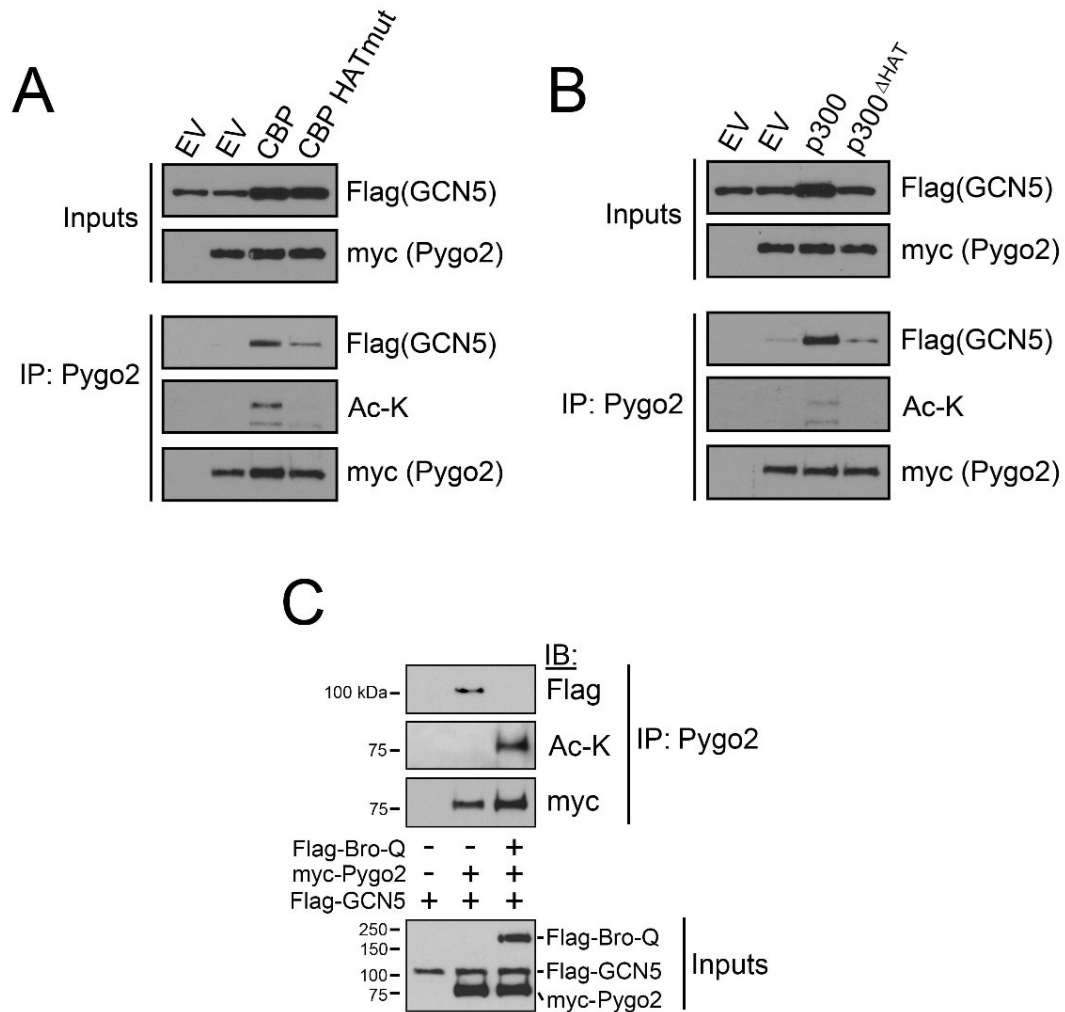 A
EV
EV
CBP
CBP HATmut
Inputs
Flag(GCN5)
myc (Pygo2)
IP: Pygo2
Flag(GCN5)
Ac-K
myc (Pygo2)
B
EV
EV
p300
p300ΔHAT
Inputs
Flag(GCN5)
myc (Pygo2)
IP: Pygo2
Flag(GCN5)
Ac-K
myc (Pygo2)
C
IB:
100 kDa
Flag
75
Ac-K
75
myc
IP: Pygo2
Flag-Bro-Q - - +
myc-Pygo2 - + +
Flag-GCN5 + + +
250
150
100
75
Flag-Bro-Q
Flag-GCN5
myc-Pygo2
Inputs